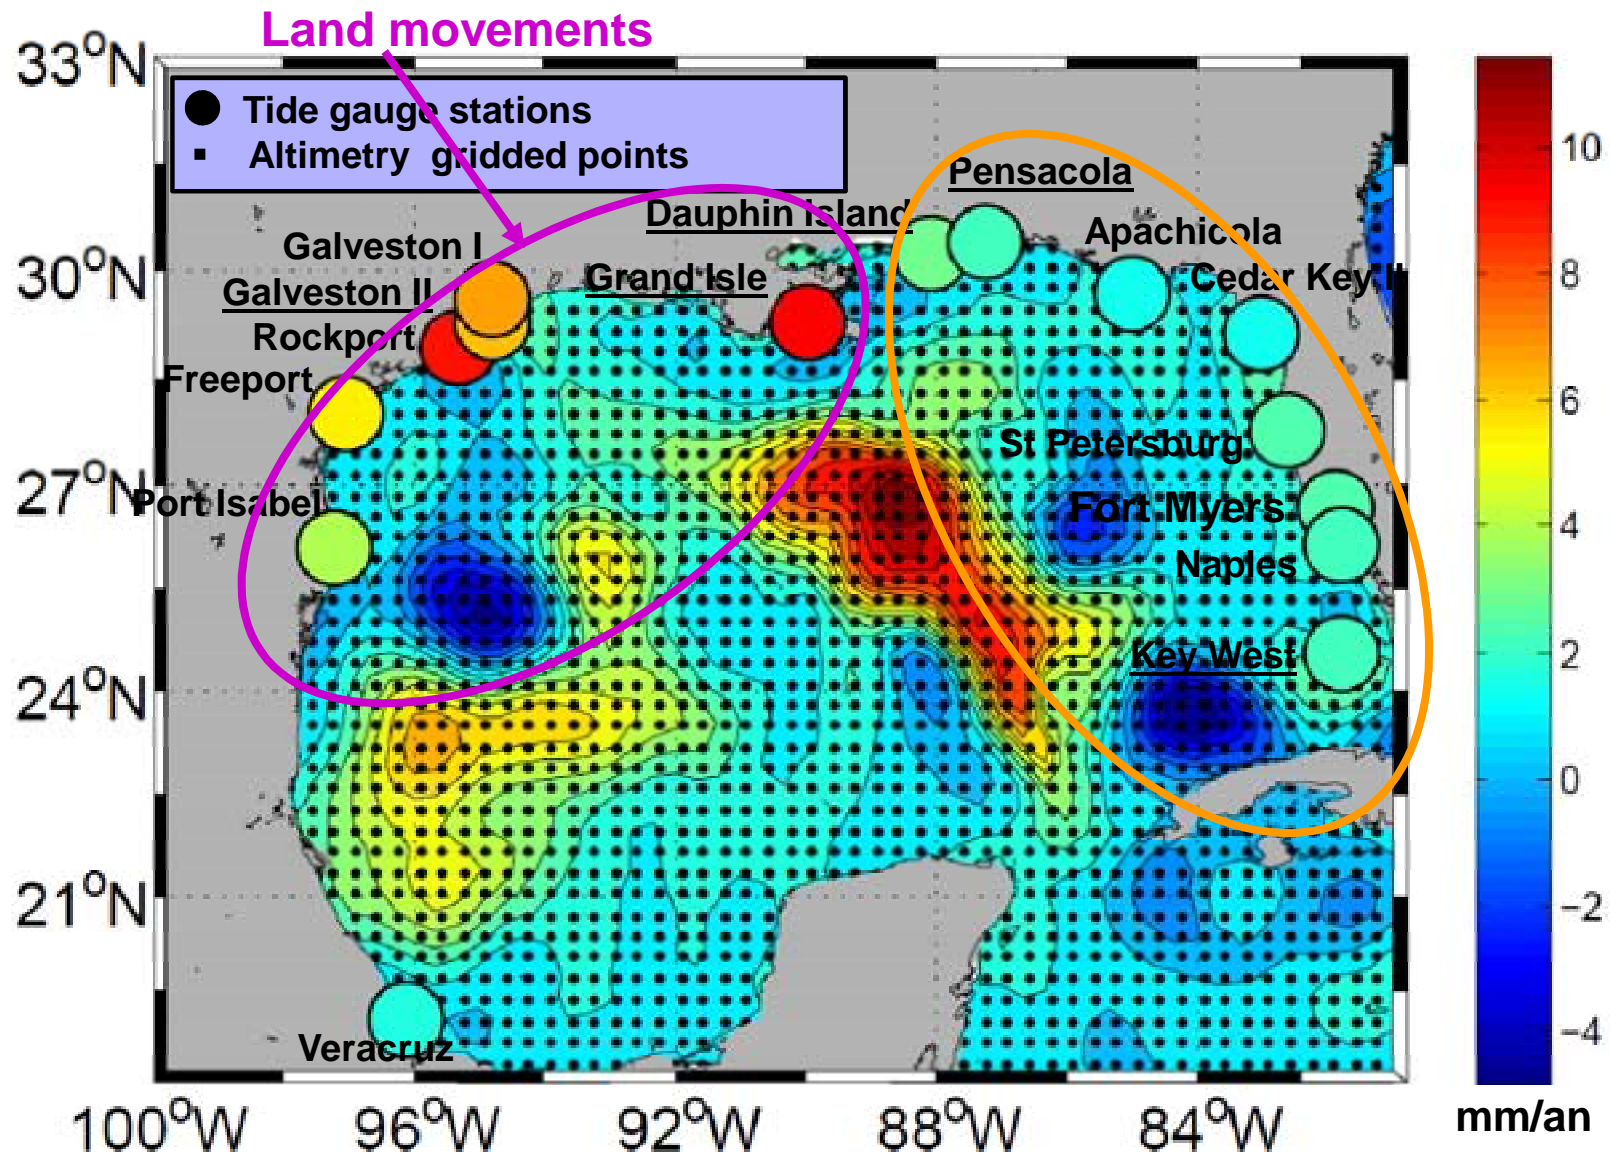 Land movements
33°N
Tide gauge stations
Altimetry gridded points
Pensacola
Dauphin island
Apachicola
Galveston I
30°N
Grand Isle
Cedar Key II
Galveston II
Rockport
Freeport
St Petersburg
27°N
Port Isabel
Fort Myers
Naples
Key West
24°N
21°N
Veracruz
100°W
96°W
92°W
88°W
84°W
10
8
6
4
2
0
−2
−4
mm/an